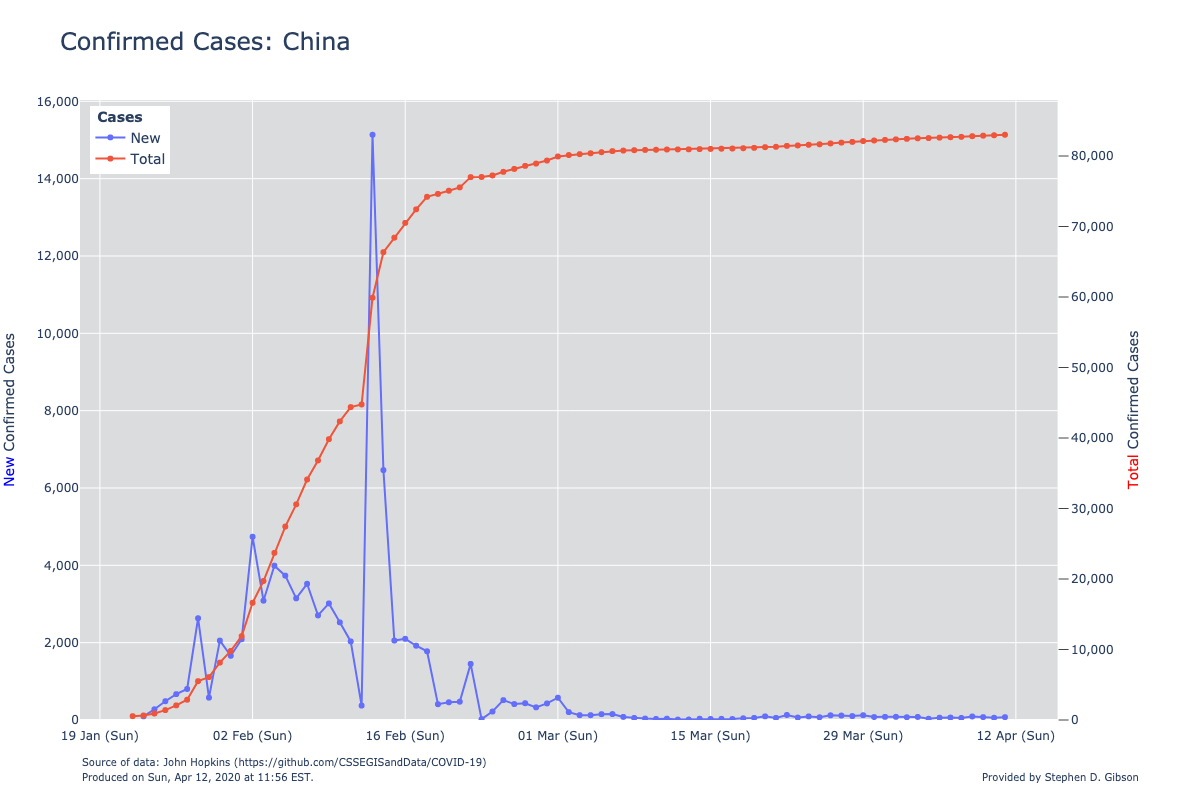 Confirmed Cases: China
Cases
New
Total
16,000
14,000
12,000
10,000
8,000
6,000
4,000
2,000
0
80,000
70,000
60,000
50,000
40,000
30,000
20,000
10,000
0
New Confirmed Cases
Total Confirmed Cases
19 Jan (Sun) 02 Feb (Sun) 16 Feb (Sun) 01 Mar (Sun) 15 Mar (Sun) 29 Mar (Sun) 12 Apr (Sun)
Source of data: John Hopkins (https://github.com/CSSEGISandData/COVID-19)
Produced on Sun, Apr 12, 2020 at 11:56 EST.
Provided by Stephen D. Gibson